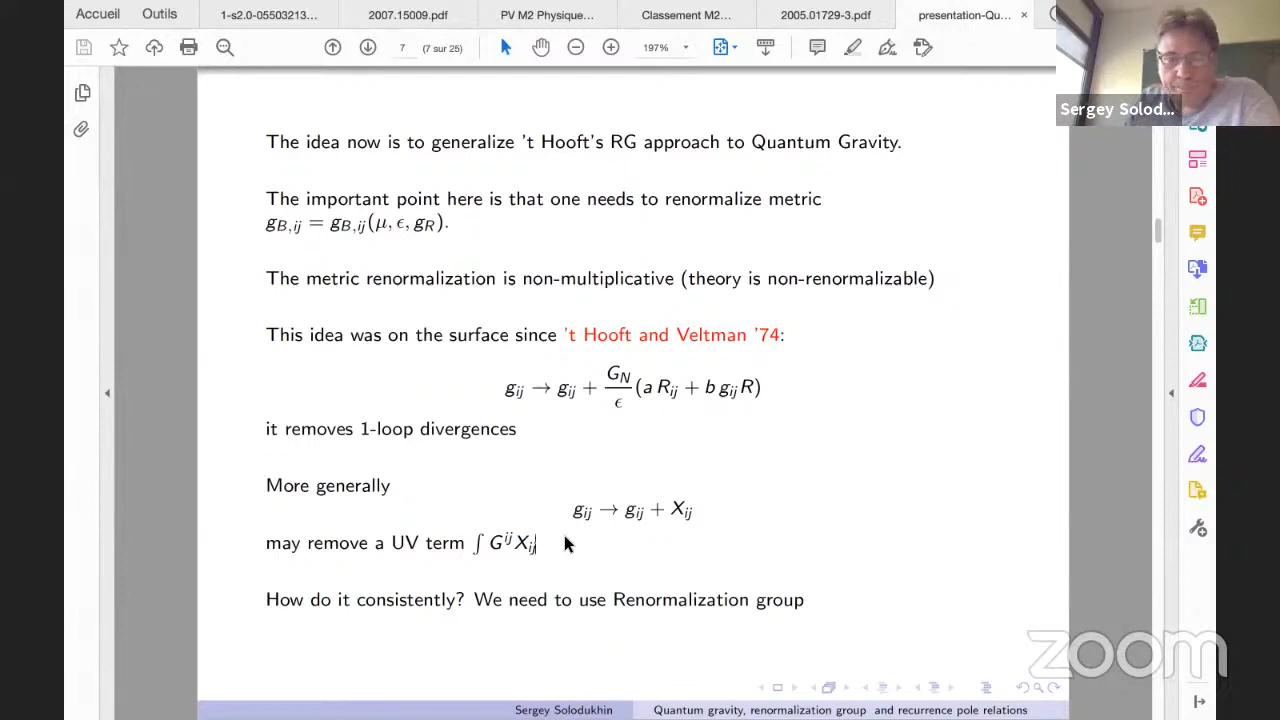 Accueil Outils 1-s2.0-05503213... 2007.15009.pdf PV M2 Physique... Classement M2... 2005.01729-3.pdf presentation-Qu... ×
7 (7 sur 25) 197%
Sergey Solod...
The idea now is to generalize 't Hooft's RG approach to Quantum Gravity.
The important point here is that one needs to renormalize metric
g_{B,ij} = g_{B,ij}(μ, ϵ, g_R).
The metric renormalization is non-multiplicative (theory is non-renormalizable)
This idea was on the surface since 't Hooft and Veltman '74:
g_{ij} → g_{ij} + \frac{G_N}{ϵ}(a R_{ij} + b g_{ij} R)
it removes 1-loop divergences
More generally
g_{ij} → g_{ij} + X_{ij}
may remove a UV term ∫ G^{ij} X_{ij}
How do it consistently? We need to use Renormalization group
zoom
Sergey Solodukhin Quantum gravity, renormalization group and recurrence pole relations